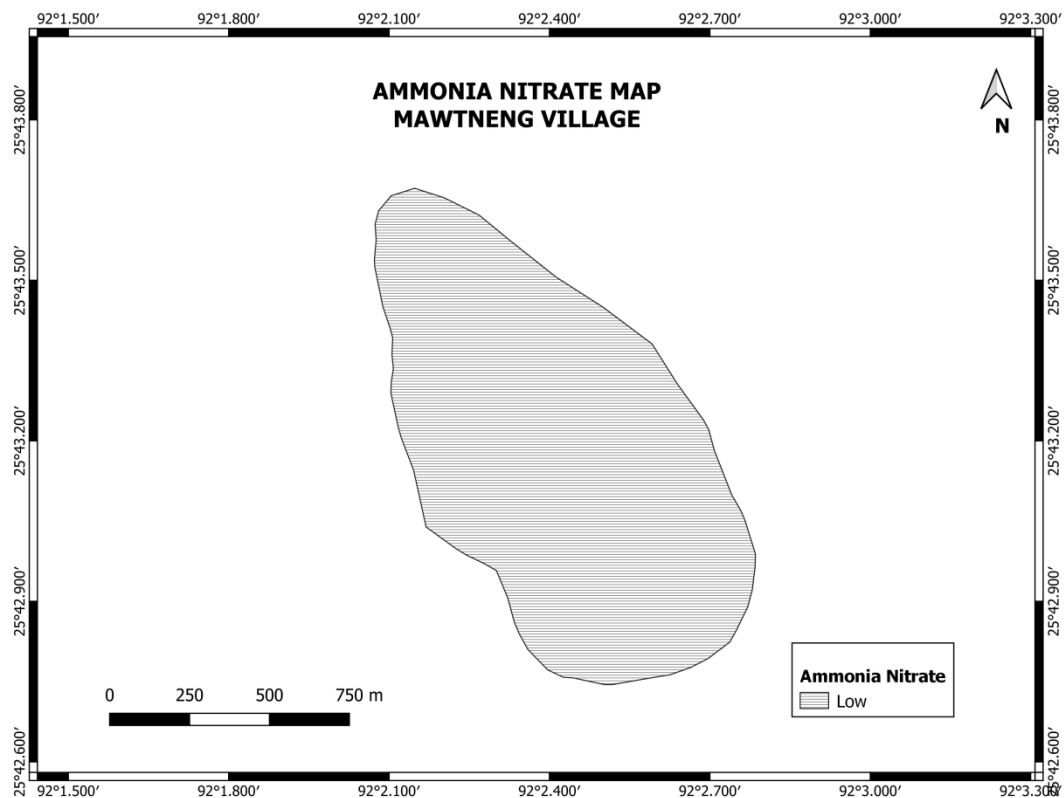 92°1.500′ 92°1.800′ 92°2.100′ 92°2.400′ 92°2.700′ 92°3.000′ 92°3.300′
AMMONIA NITRATE MAP
MAWTNENG VILLAGE
N
25°43.800′ 25°43.800′
25°43.500′ 25°43.500′
25°43.200′ 25°43.200′
25°42.900′ 25°42.900′
25°42.600′ 25°42.600′
Ammonia Nitrate
Low
0 250 500 750 m
92°1.500′ 92°1.800′ 92°2.100′ 92°2.400′ 92°2.700′ 92°3.000′ 92°3.300′